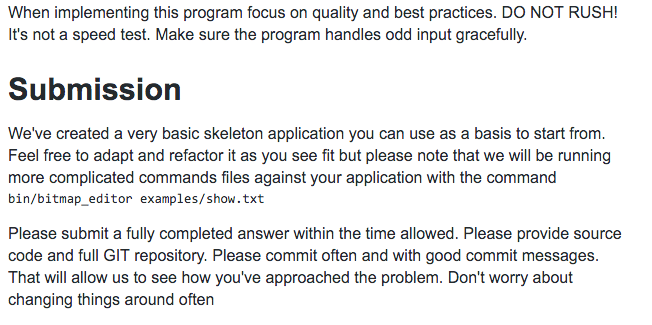 When implementing this program focus on quality and best practices. DO NOT RUSH!
It's not a speed test. Make sure the program handles odd input gracefully.
Submission
We've created a very basic skeleton application you can use as a basis to start from.
Feel free to adapt and refactor it as you see fit but please note that we will be running
more complicated commands files against your application with the command
bin/bitmap_editor examples/show.txt
Please submit a fully completed answer within the time allowed. Please provide source
code and full GIT repository. Please commit often and with good commit messages.
That will allow us to see how you've approached the problem. Don't worry about
changing things around often